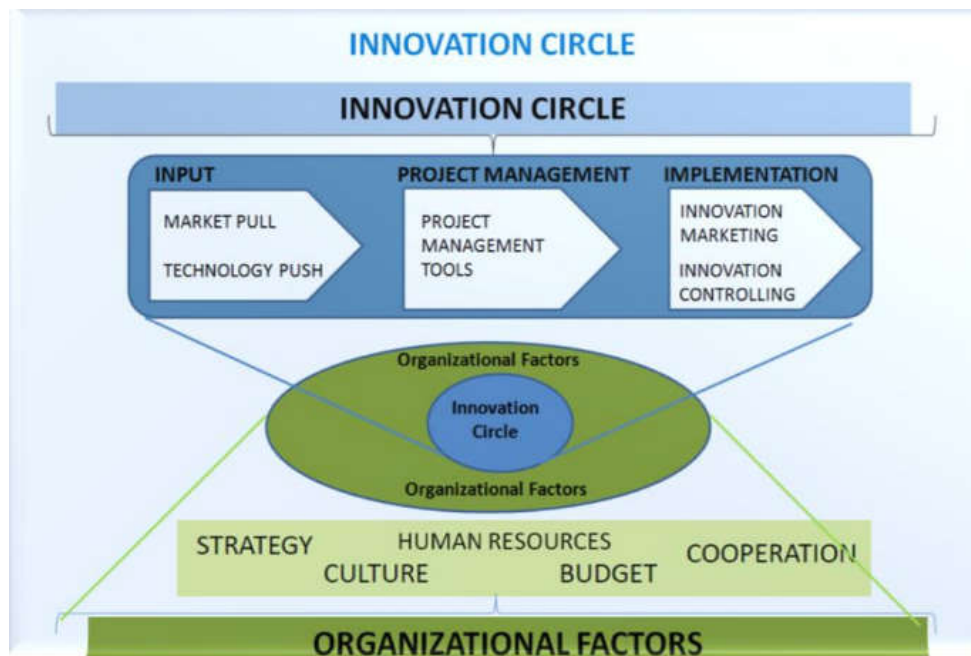 INNOVATION CIRCLE
INNOVATION CIRCLE
INPUT
MARKET PULL
TECHNOLOGY PUSH
PROJECT MANAGEMENT
PROJECT
MANAGEMENT
TOOLS
IMPLEMENTATION
INNOVATION
MARKETING
INNOVATION
CONTROLLING
Organizational Factors
Innovation
Circle
Organizational Factors
STRATEGY
HUMAN RESOURCES
COOPERATION
CULTURE
BUDGET
ORGANIZATIONAL FACTORS